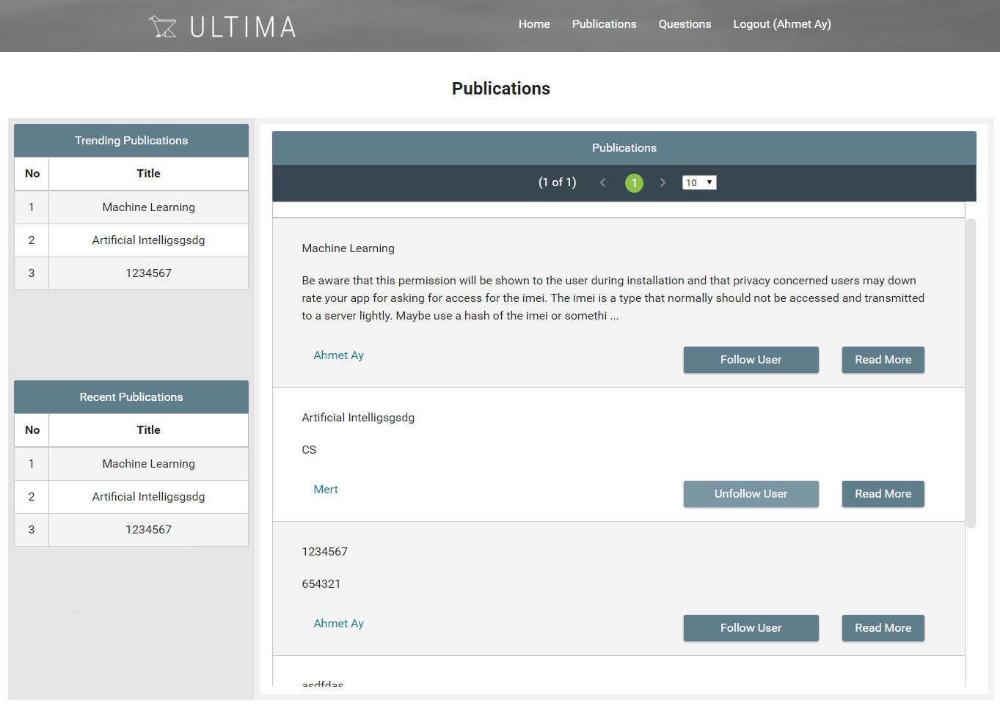 ULTIMA
Home Publications Questions Logout (Ahmet Ay)
Publications
Trending Publications
No Title
1 Machine Learning
2 Artificial Intelligsgsdg
3 1234567
Recent Publications
No Title
1 Machine Learning
2 Artificial Intelligsgsdg
3 1234567
Publications
(1 of 1) 1 10
Machine Learning
Be aware that this permission will be shown to the user during installation and that privacy concerned users may down
rate your app for asking for access for the imei. The imei is a type that normally should not be accessed and transmitted
to a server lightly. Maybe use a hash of the imei or somethi ...
Ahmet Ay Follow User Read More
Artificial Intelligsgsdg
CS
Mert Unfollow User Read More
1234567
654321
Ahmet Ay Follow User Read More
asdfdas